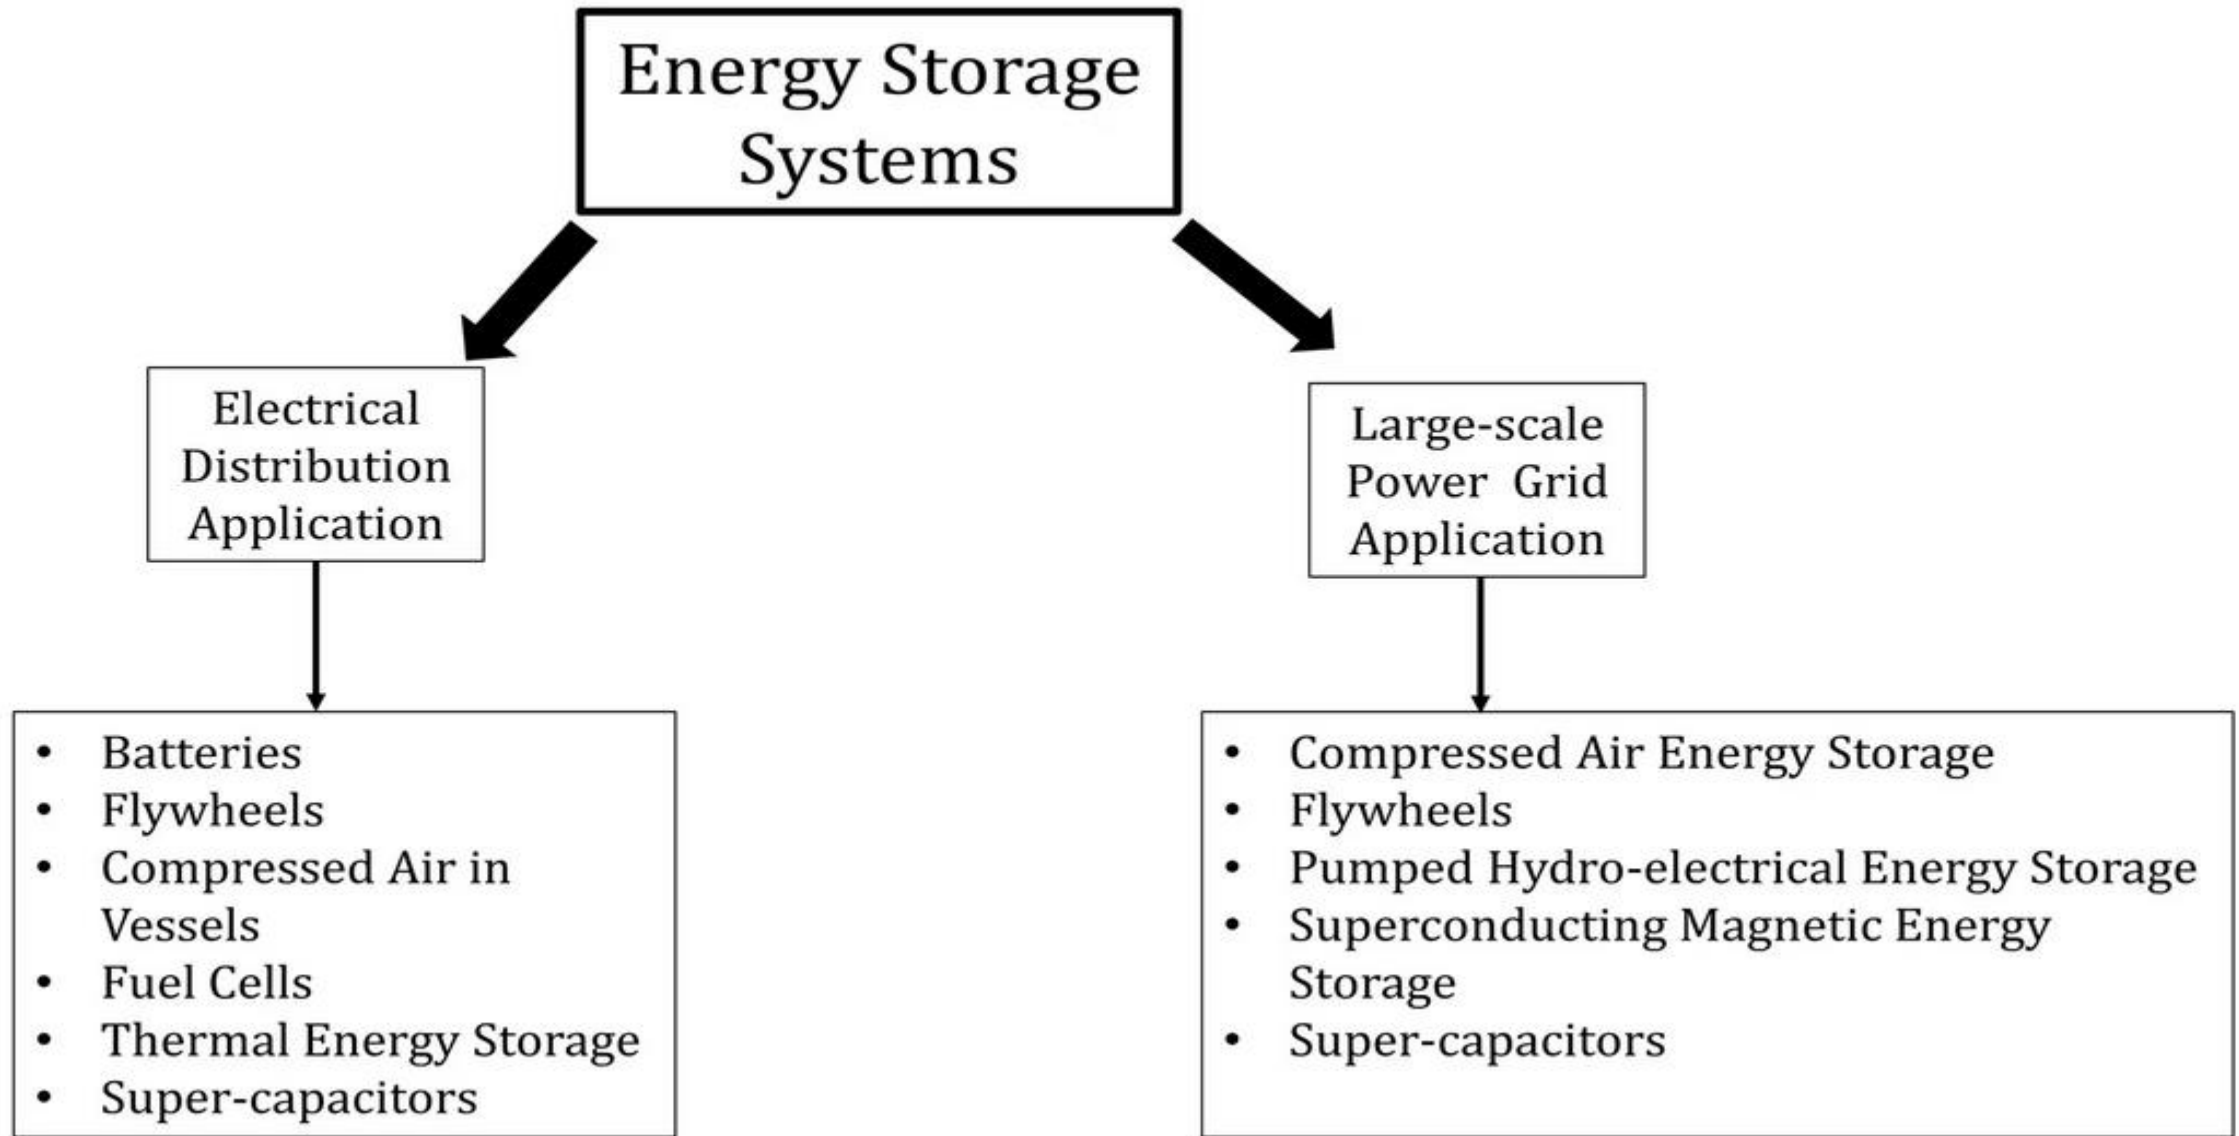 Energy Storage
Systems
Electrical
Distribution
Application
Large-scale
Power Grid
Application
• Batteries
• Flywheels
• Compressed Air in
Vessels
• Fuel Cells
• Thermal Energy Storage
• Super-capacitors
• Compressed Air Energy Storage
• Flywheels
• Pumped Hydro-electrical Energy Storage
• Superconducting Magnetic Energy
Storage
• Super-capacitors